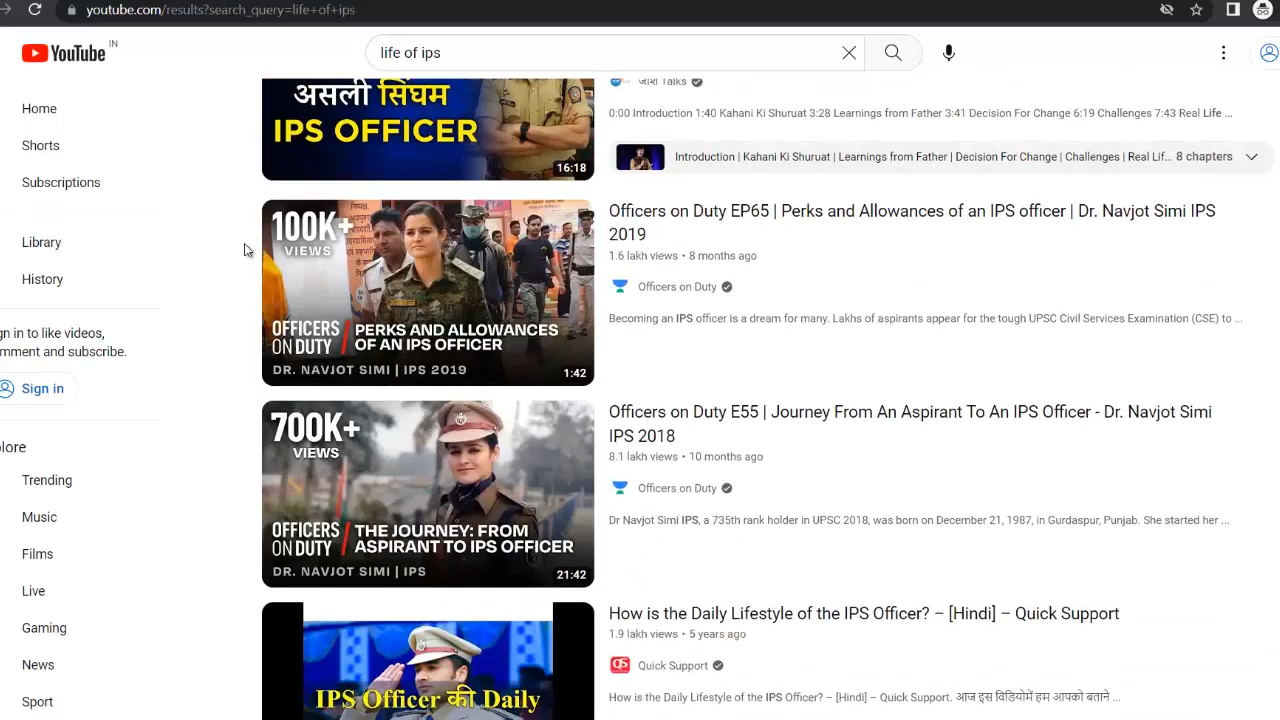 youtube.com/results?search_query=life+of+ips
YouTube IN
life of ips
Home
Shorts
Subscriptions
Library
History
gn in to like videos,
mment and subscribe.
Sign in
lore
Trending
Music
Films
Live
Gaming
News
Sport
असली सिंघम
IPS OFFICER
16:18
जोश Talks
0:00 Introduction 1:40 Kahani Ki Shuruat 3:28 Learnings from Father 3:41 Decision For Change 6:19 Challenges 7:43 Real Life ...
Introduction | Kahani Ki Shuruat | Learnings from Father | Decision For Change | Challenges | Real Lif... 8 chapters
100K+
VIEWS
OFFICERS
ON DUTY
PERKS AND ALLOWANCES
OF AN IPS OFFICER
DR. NAVJOT SIMI | IPS 2019
1:42
Officers on Duty EP65 | Perks and Allowances of an IPS officer | Dr. Navjot Simi IPS
2019
1.6 lakh views • 8 months ago
Officers on Duty
Becoming an IPS officer is a dream for many. Lakhs of aspirants appear for the tough UPSC Civil Services Examination (CSE) to ...
700K+
VIEWS
OFFICERS
ON DUTY
THE JOURNEY: FROM
ASPIRANT TO IPS OFFICER
DR. NAVJOT SIMI | IPS
21:42
Officers on Duty E55 | Journey From An Aspirant To An IPS Officer - Dr. Navjot Simi
IPS 2018
8.1 lakh views • 10 months ago
Officers on Duty
Dr Navjot Simi IPS, a 735th rank holder in UPSC 2018, was born on December 21, 1987, in Gurdaspur, Punjab. She started her ...
IPS Officer की Daily
How is the Daily Lifestyle of the IPS Officer? – [Hindi] – Quick Support
1.9 lakh views • 5 years ago
Quick Support
How is the Daily Lifestyle of the IPS Officer? – [Hindi] – Quick Support. आज इस विडियोमें हम आपको बताने ...